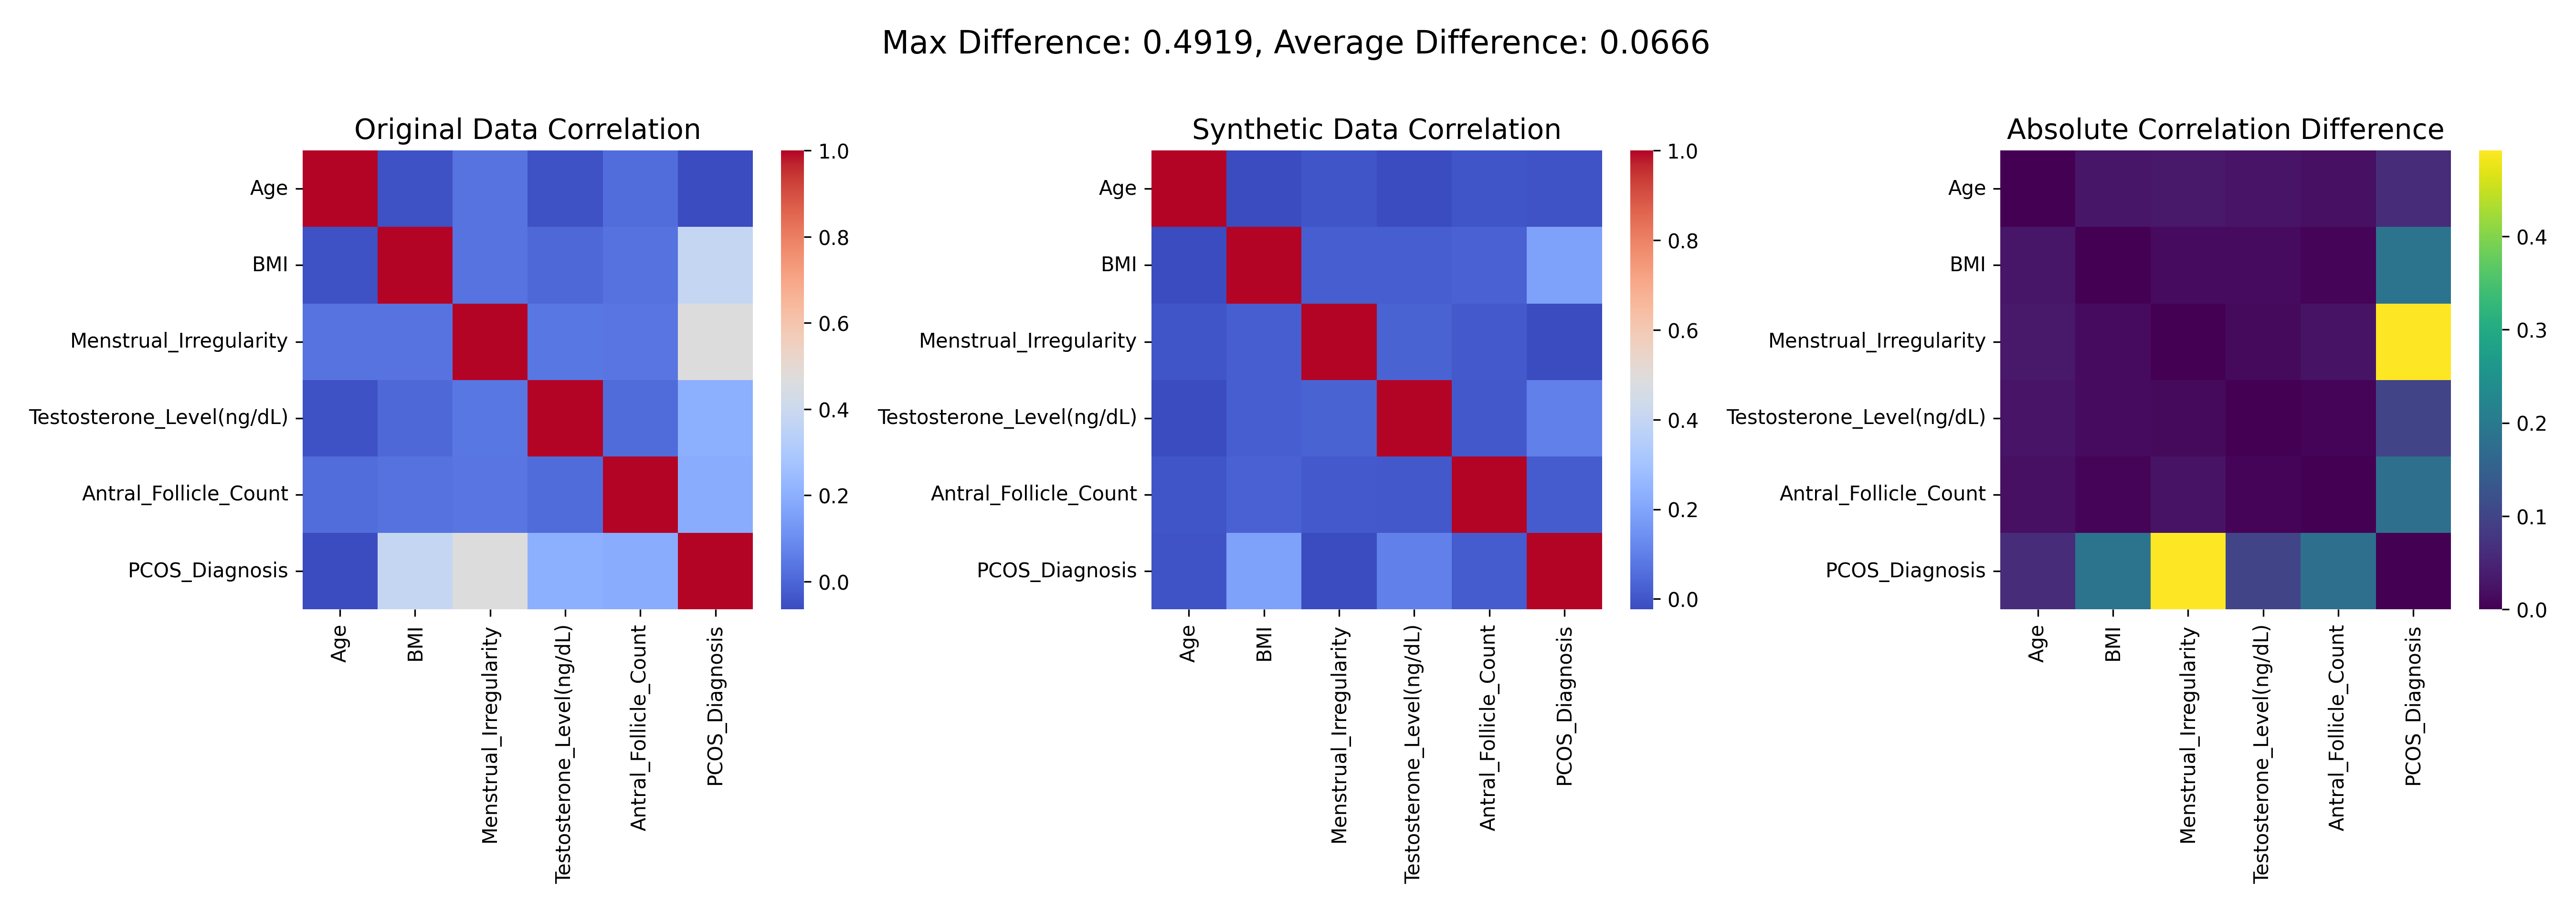 Max Difference: 0.4919, Average Difference: 0.0666
Original Data Correlation
Age
BMI
Menstrual_Irregularity
Testosterone_Level(ng/dL)
Antral_Follicle_Count
PCOS_Diagnosis
Age
BMI
Menstrual_Irregularity
Testosterone_Level(ng/dL)
Antral_Follicle_Count
PCOS_Diagnosis
1.0
0.8
0.6
0.4
0.2
0.0
Synthetic Data Correlation
Age
BMI
Menstrual_Irregularity
Testosterone_Level(ng/dL)
Antral_Follicle_Count
PCOS_Diagnosis
Age
BMI
Menstrual_Irregularity
Testosterone_Level(ng/dL)
Antral_Follicle_Count
PCOS_Diagnosis
1.0
0.8
0.6
0.4
0.2
0.0
Absolute Correlation Difference
Age
BMI
Menstrual_Irregularity
Testosterone_Level(ng/dL)
Antral_Follicle_Count
PCOS_Diagnosis
Age
BMI
Menstrual_Irregularity
Testosterone_Level(ng/dL)
Antral_Follicle_Count
PCOS_Diagnosis
0.4
0.3
0.2
0.1
0.0